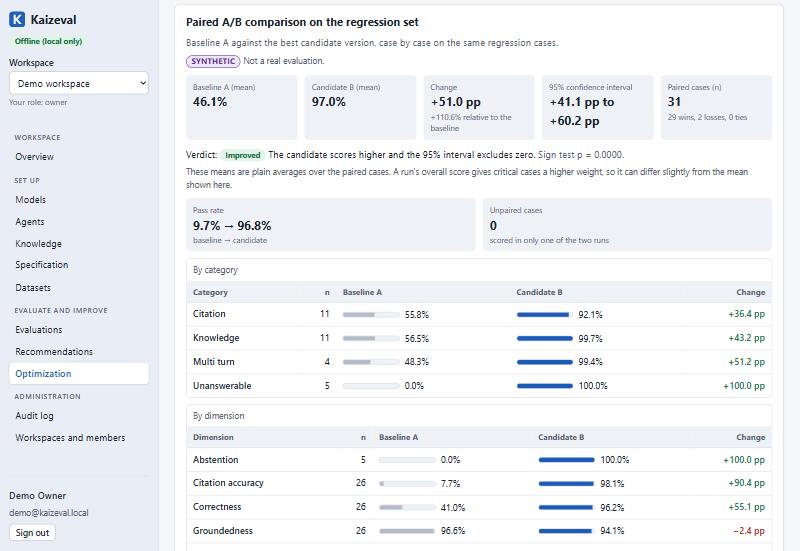 K Kaizeval
Offline (local only)
Workspace
Demo workspace
Your role: owner
WORKSPACE
Overview
SET UP
Models
Agents
Knowledge
Specification
Datasets
EVALUATE AND IMPROVE
Evaluations
Recommendations
Optimization
ADMINISTRATION
Audit log
Workspaces and members
Demo Owner
demo@kaizeval.local
Sign out
Paired A/B comparison on the regression set
Baseline A against the best candidate version, case by case on the same regression cases.
SYNTHETIC Not a real evaluation.
Baseline A (mean)
46.1%
Candidate B (mean)
97.0%
Change
+51.0 pp
+110.6% relative to the
baseline
95% confidence interval
+41.1 pp to
+60.2 pp
Paired cases (n)
31
29 wins, 2 losses, 0 ties
Verdict: Improved The candidate scores higher and the 95% interval excludes zero. Sign test p = 0.0000.
These means are plain averages over the paired cases. A run's overall score gives critical cases a higher weight, so it can differ slightly from the mean
shown here.
Pass rate
9.7% → 96.8%
baseline → candidate
Unpaired cases
0
scored in only one of the two runs
By category
Category n Baseline A Candidate B Change
Citation 11 55.8% 92.1% +36.4 pp
Knowledge 11 56.5% 99.7% +43.2 pp
Multi turn 4 48.3% 99.4% +51.2 pp
Unanswerable 5 0.0% 100.0% +100.0 pp
By dimension
Dimension n Baseline A Candidate B Change
Abstention 5 0.0% 100.0% +100.0 pp
Citation accuracy 26 7.7% 98.1% +90.4 pp
Correctness 26 41.0% 96.2% +55.1 pp
Groundedness 26 96.6% 94.1% −2.4 pp